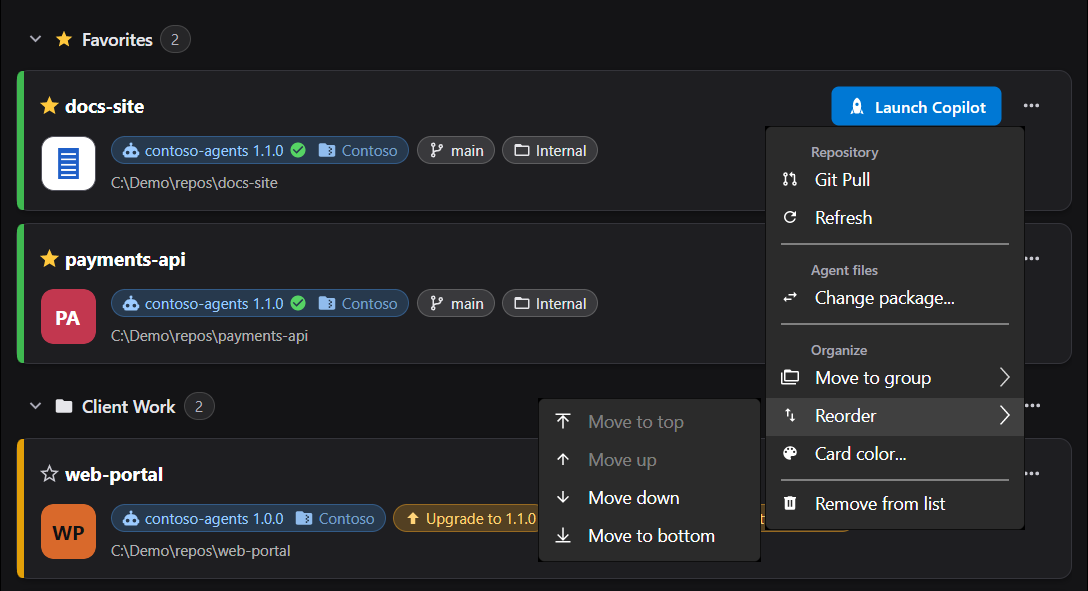 Favorites 2
docs-site
Launch Copilot
contoso-agents 1.1.0 Contoso main Internal
C:\Demo\repos\docs-site
Repository
Git Pull
Refresh
Agent files
Change package...
Organize
Move to group
Reorder
Card color...
Remove from list
Move to top
Move up
Move down
Move to bottom
payments-api
PA
contoso-agents 1.1.0 Contoso main Internal
C:\Demo\repos\payments-api
Client Work 2
web-portal
WP
contoso-agents 1.0.0 Contoso Upgrade to 1.1.0
C:\Demo\repos\web-portal